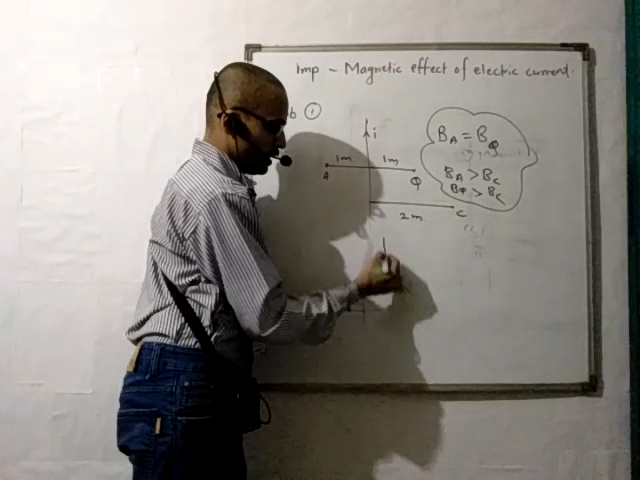 Imp - Magnetic effect of electric current.
b ①
i
1m 1m
A Q
2m C
B_A = B_Q
B_A > B_C
B_Q > B_C